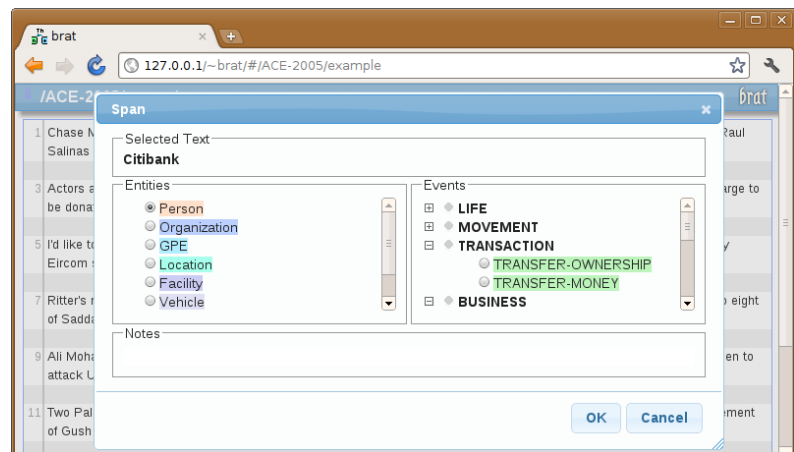 brat
127.0.0.1/~brat/#/ACE-2005/example
/ACE-2
brat
Span
Selected Text
Citibank
Entities
Person
Organization
GPE
Location
Facility
Vehicle
Events
LIFE
MOVEMENT
TRANSACTION
TRANSFER-OWNERSHIP
TRANSFER-MONEY
BUSINESS
Notes
OK Cancel
1 Chase Raul
Salinas
3 Actors arge to
be dona
5 I'd like to y
Eircom
7 Ritter's eight
of Sadda
9 Ali Moha en to
attack U
11 Two Pal ement
of Gush